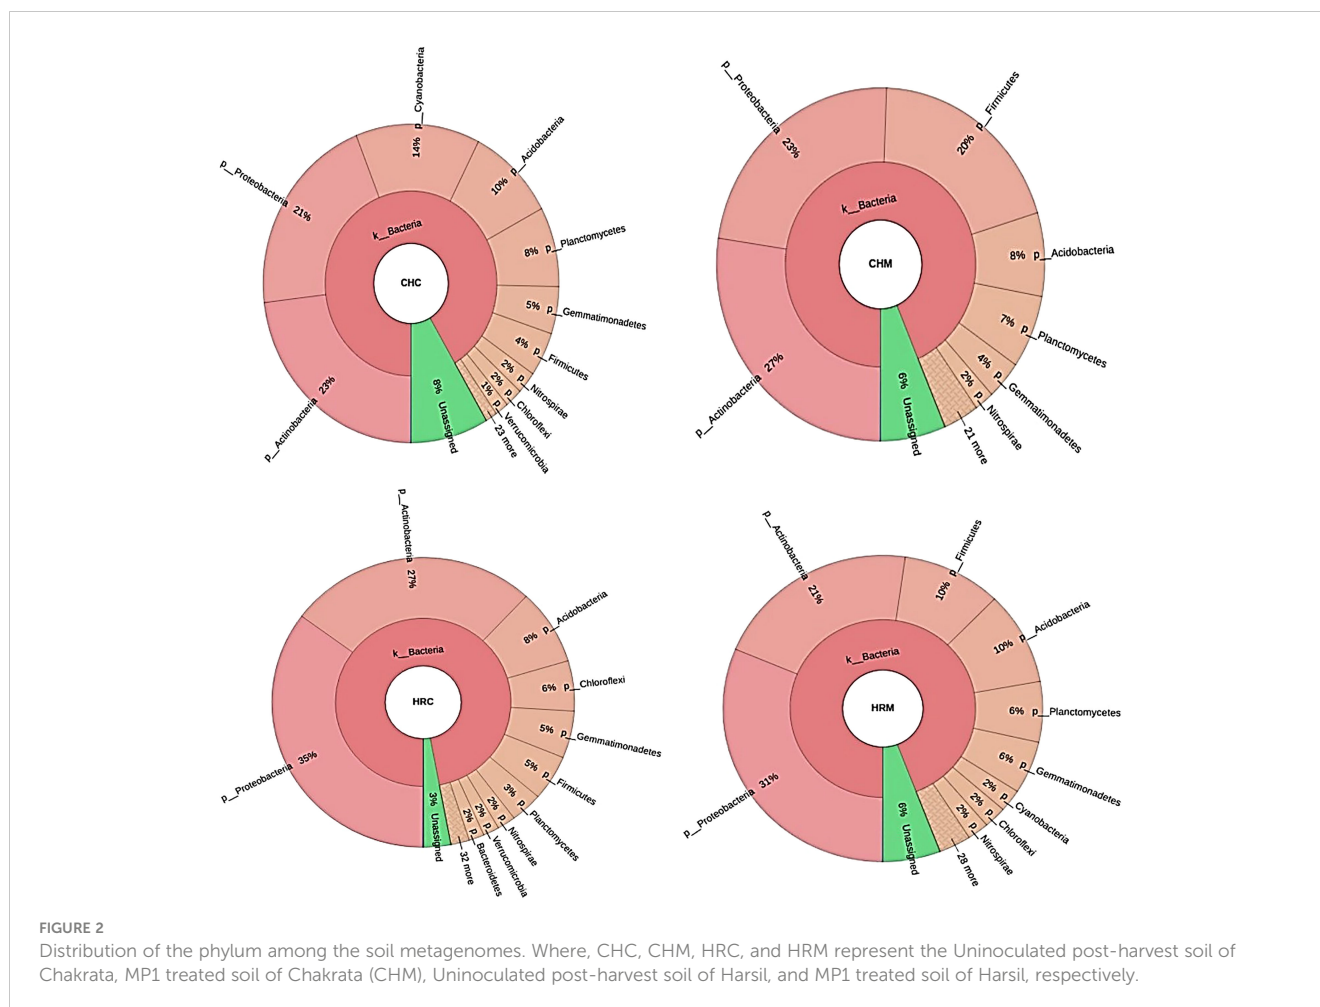 p__Cyanobacteria 14%
p__Acidobacteria 10%
p__Proteobacteria 21%
k__Bacteria
8% p__Planctomycetes
CHC
5% p__Gemmatimonadetes
4% p__Firmicutes
2% p__Nitrospirae
2% p__Chloroflexi
1% p__Verrucomicrobia
23 more
8% Unassigned
p__Actinobacteria 23%
p__Proteobacteria 23%
20% p__Firmicutes
k__Bacteria
CHM
8% p__Acidobacteria
7% p__Planctomycetes
4% p__Gemmatimonadetes
2% p__Nitrospirae
21 more
6% Unassigned
p__Actinobacteria 27%
p__Actinobacteria 27%
8% p__Acidobacteria
k__Bacteria
HRC
6% p__Chloroflexi
5% p__Gemmatimonadetes
5% p__Firmicutes
3% p__Planctomycetes
2% p__Nitrospirae
2% p__Verrucomicrobia
2% p__Bacteroidetes
32 more
3% Unassigned
p__Proteobacteria 35%
p__Actinobacteria 21%
10% p__Firmicutes
10% p__Acidobacteria
k__Bacteria
HRM
6% p__Planctomycetes
6% p__Gemmatimonadetes
2% p__Cyanobacteria
2% p__Chloroflexi
2% p__Nitrospirae
28 more
6% Unassigned
p__Proteobacteria 31%
FIGURE 2
Distribution of the phylum among the soil metagenomes. Where, CHC, CHM, HRC, and HRM represent the Uninoculated post-harvest soil of
Chakrata, MP1 treated soil of Chakrata (CHM), Uninoculated post-harvest soil of Harsil, and MP1 treated soil of Harsil, respectively.